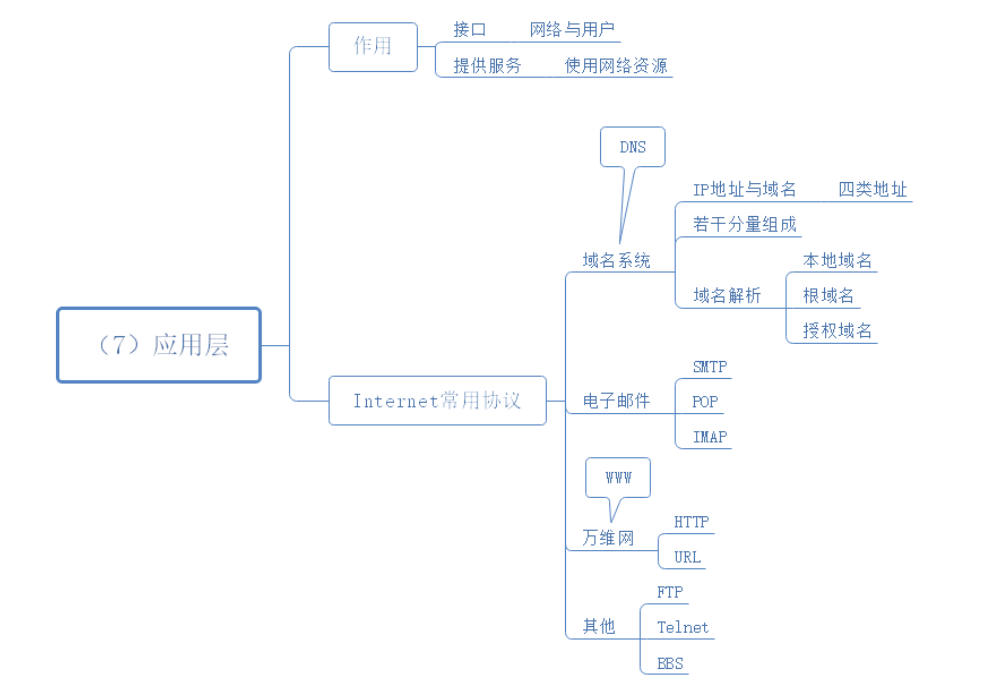 （7）应用层
作用
接口
网络与用户
提供服务
使用网络资源
Internet常用协议
DNS
域名系统
IP地址与域名
四类地址
若干分量组成
域名解析
本地域名
根域名
授权域名
电子邮件
SMTP
POP
IMAP
WWW
万维网
HTTP
URL
其他
FTP
Telnet
BBS